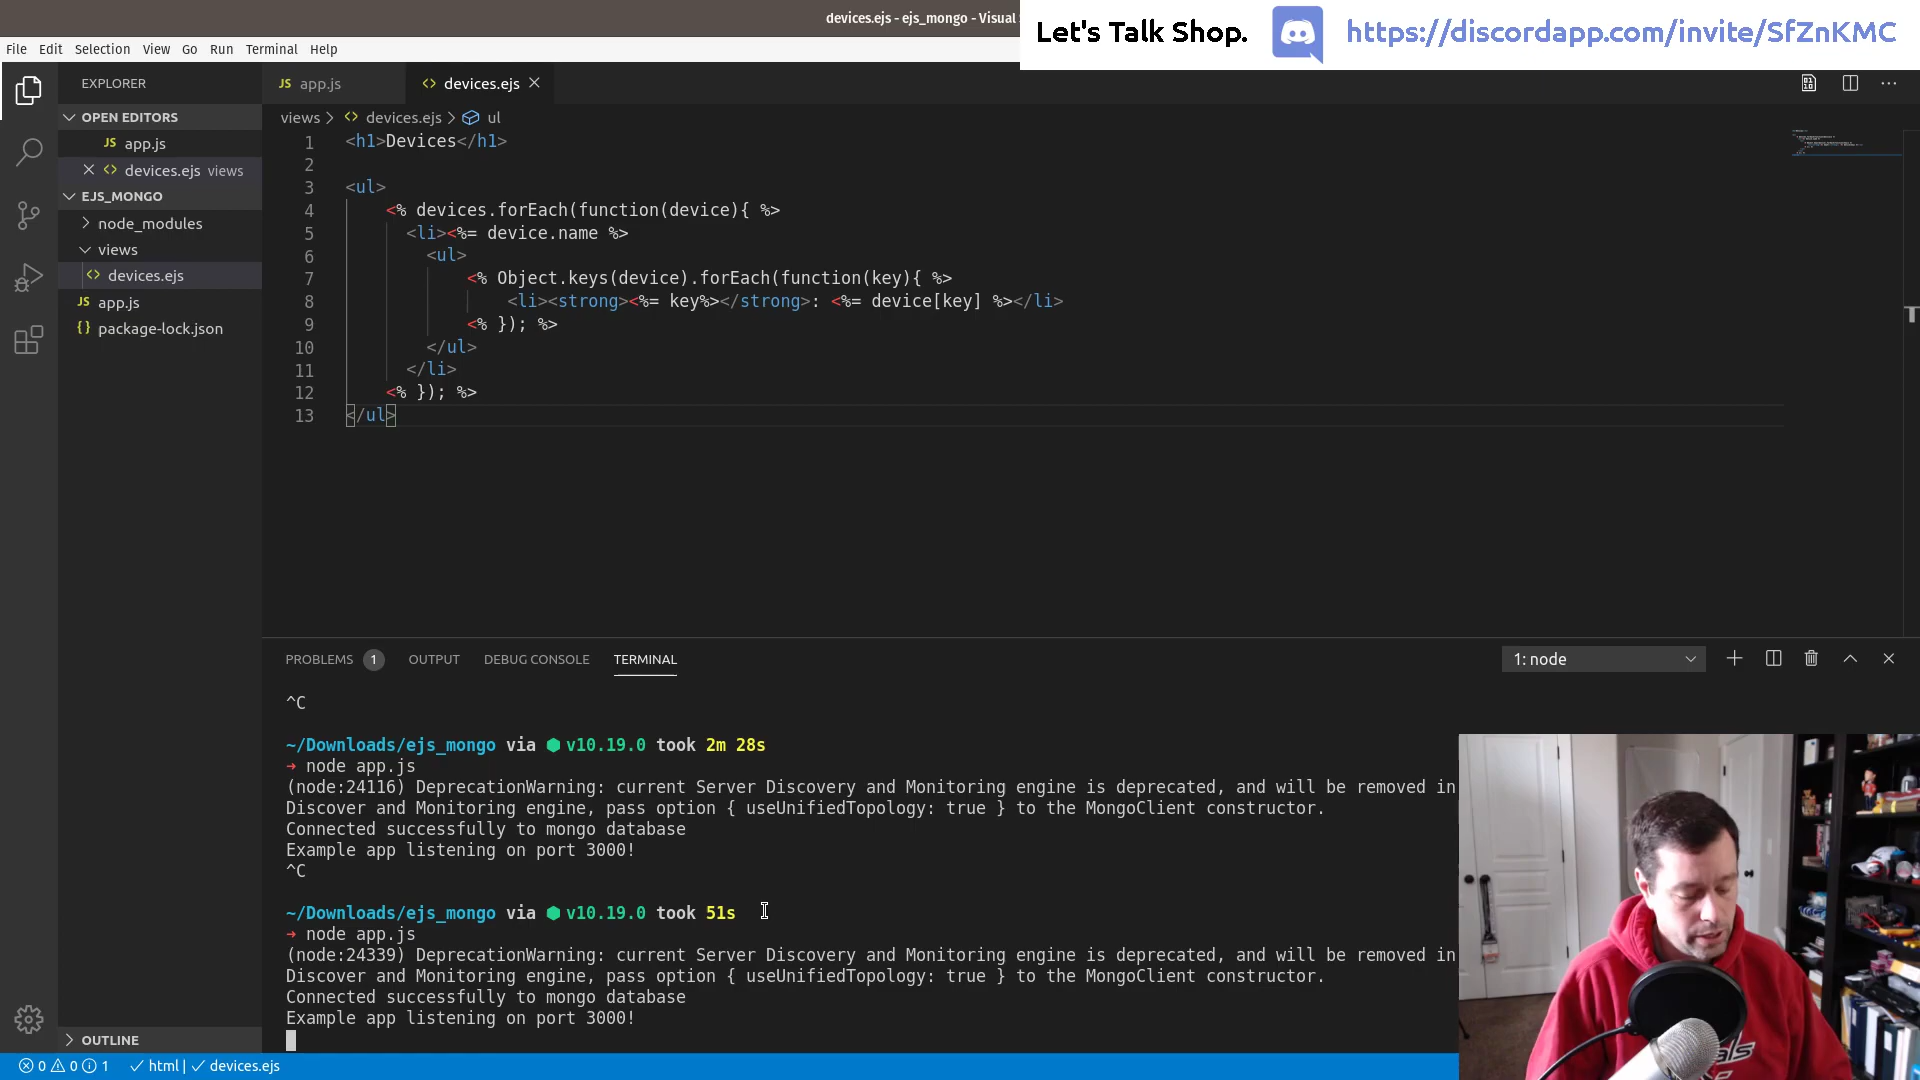 devices.ejs - ejs_mongo - Visual
Let's Talk Shop. https://discordapp.com/invite/SfZnKMC
File Edit Selection View Go Run Terminal Help
EXPLORER
OPEN EDITORS
JS app.js
devices.ejs views
EJS_MONGO
node_modules
views
devices.ejs
JS app.js
{} package-lock.json
OUTLINE
JS app.js
<> devices.ejs
views > <> devices.ejs > ul
1 <h1>Devices</h1>
2
3 <ul>
4 <% devices.forEach(function(device){ %>
5 <li><%= device.name %>
6 <ul>
7 <% Object.keys(device).forEach(function(key){ %>
8 <li><strong><%= key%></strong>: <%= device[key] %></li>
9 <% }); %>
10 </ul>
11 </li>
12 <% }); %>
13 </ul>
PROBLEMS 1 OUTPUT DEBUG CONSOLE TERMINAL
1: node
^C
~/Downloads/ejs_mongo via ⬢ v10.19.0 took 2m 28s
→ node app.js
(node:24116) DeprecationWarning: current Server Discovery and Monitoring engine is deprecated, and will be removed in
Discover and Monitoring engine, pass option { useUnifiedTopology: true } to the MongoClient constructor.
Connected successfully to mongo database
Example app listening on port 3000!
^C
~/Downloads/ejs_mongo via ⬢ v10.19.0 took 51s
→ node app.js
(node:24339) DeprecationWarning: current Server Discovery and Monitoring engine is deprecated, and will be removed in
Discover and Monitoring engine, pass option { useUnifiedTopology: true } to the MongoClient constructor.
Connected successfully to mongo database
Example app listening on port 3000!
0 0 1 html | devices.ejs